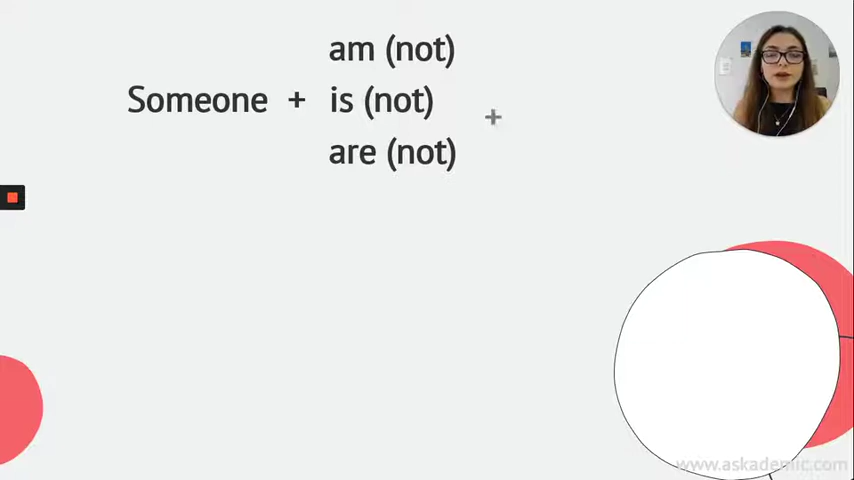 am (not)
Someone + is (not) +
are (not)
www.askademic.com